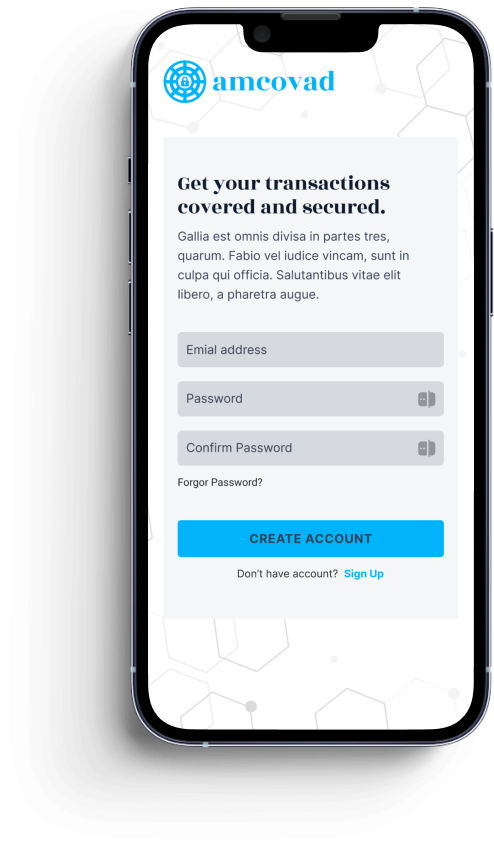 amcovad
Get your transactions
covered and secured.
Gallia est omnis divisa in partes tres,
quarum. Fabio vel iudice vincam, sunt in
culpa qui officia. Salutantibus vitae elit
libero, a pharetra augue.
Emial address
Password
Confirm Password
Forgor Password?
CREATE ACCOUNT
Don't have account? Sign Up